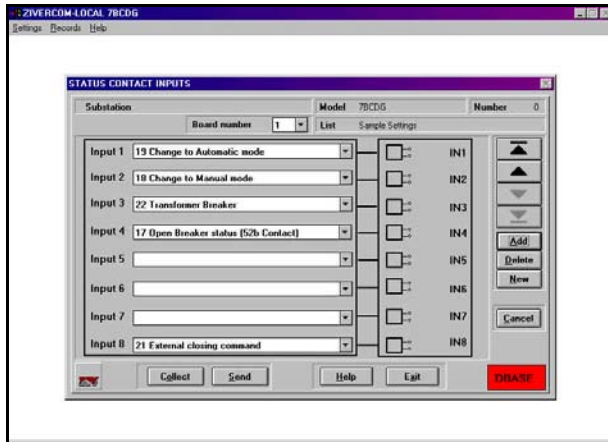 ZIVERCOM-LOCAL 7BCDG
Settings Records Help
STATUS CONTACT INPUTS
Substation Model 7BCDG Number 0
Board number 1 List Sample Settings
Input 1 19 Change to Automatic mode IN1
Input 2 18 Change to Manual mode IN2
Input 3 22 Transformer Breaker IN3
Input 4 17 Open Breaker status (52b Contact) IN4
Input 5 IN5
Input 6 IN6
Input 7 IN7
Input 8 21 External closing command IN8
Add
Delete
New
Cancel
Collect Send Help Exit DBASE